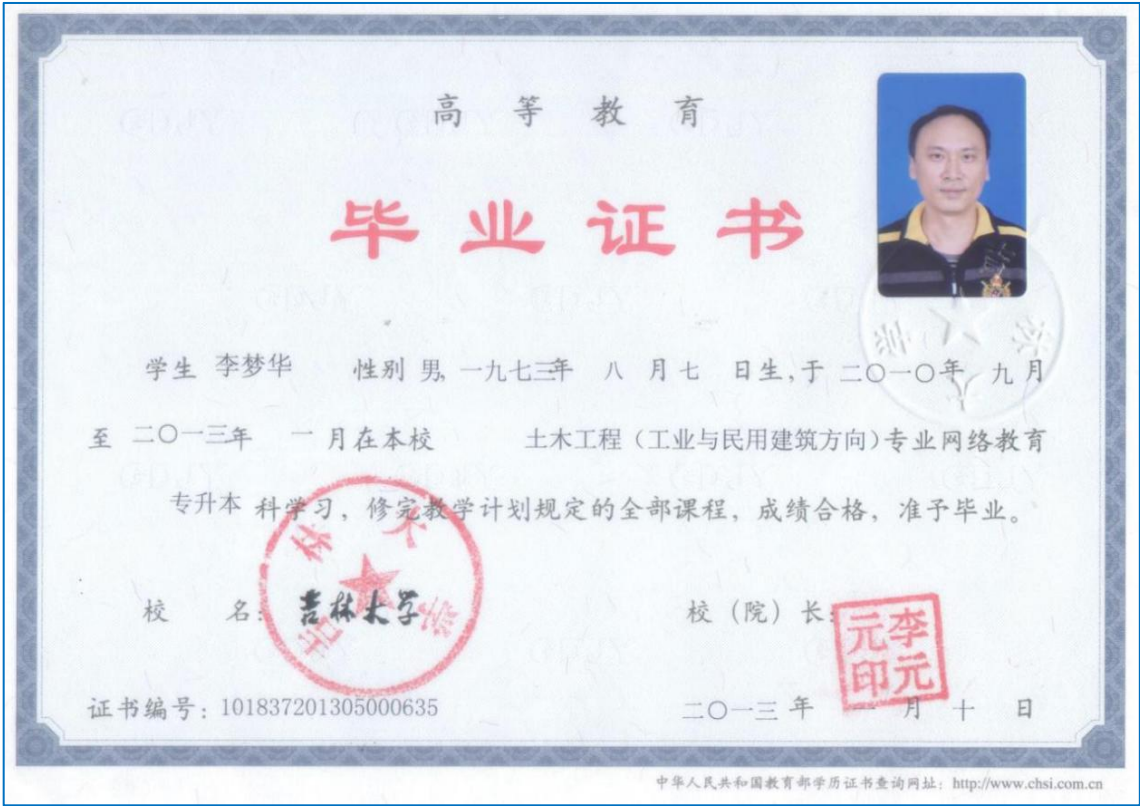 高等教育
毕业证书
学生 李梦华 性别 男, 一九七三年 八 月 七 日生, 于 二〇一〇年 九 月
至 二〇一三年 一 月在本校 土木工程（工业与民用建筑方向）专业网络教育
专升本 科学习，修完教学计划规定的全部课程，成绩合格，准予毕业。
校 名：吉林大学
吉林大学
校（院）长：
李元元印
证书编号：101837201305000635
二〇一三 年 一 月 十 日
中华人民共和国教育部学历证书查询网址：http://www.chsi.com.cn